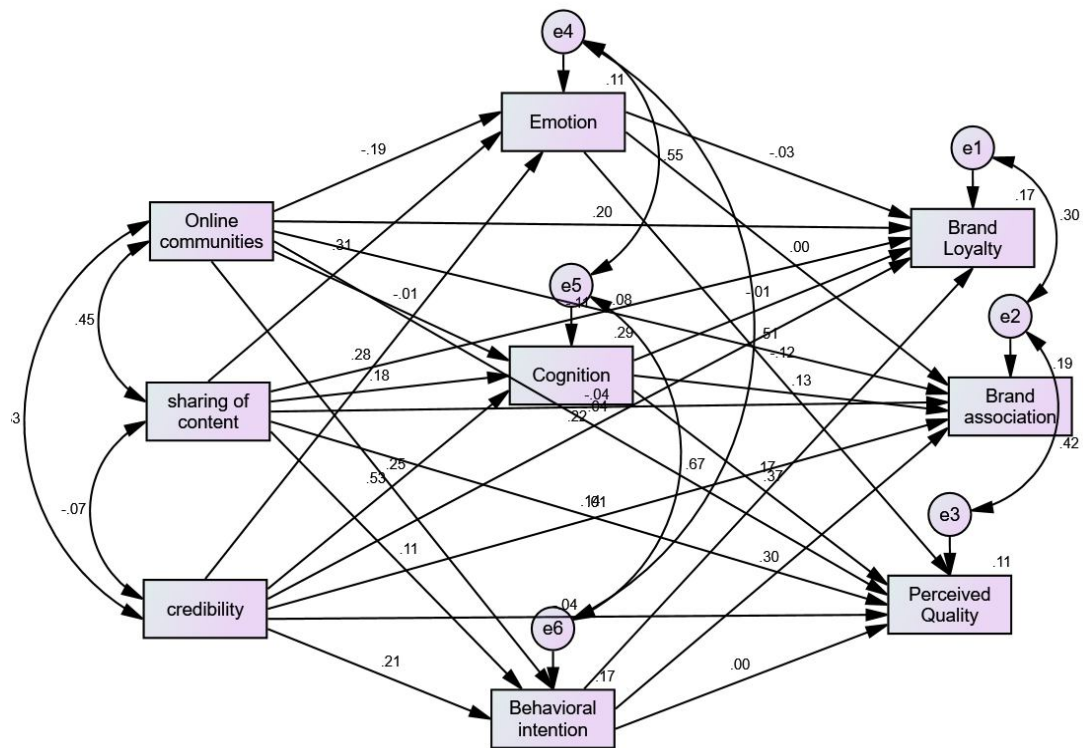 e4
.11
Emotion
-.19
.55
-.03
e1
.17
.30
Online
communities
.20
Brand
Loyalty
.31
.00
e5
-.01
-.11
.08
-.01
e2
.45
.29
.51
-.12
.19
.28
.18
Cognition
.13
sharing of
content
-.04
.04
.22
Brand
association
.42
.25
.53
.67
.17
.37
e3
-.07
.11
.30
.11
credibility
.04
Perceived
Quality
e6
.21
.17
.00
Behavioral
intention